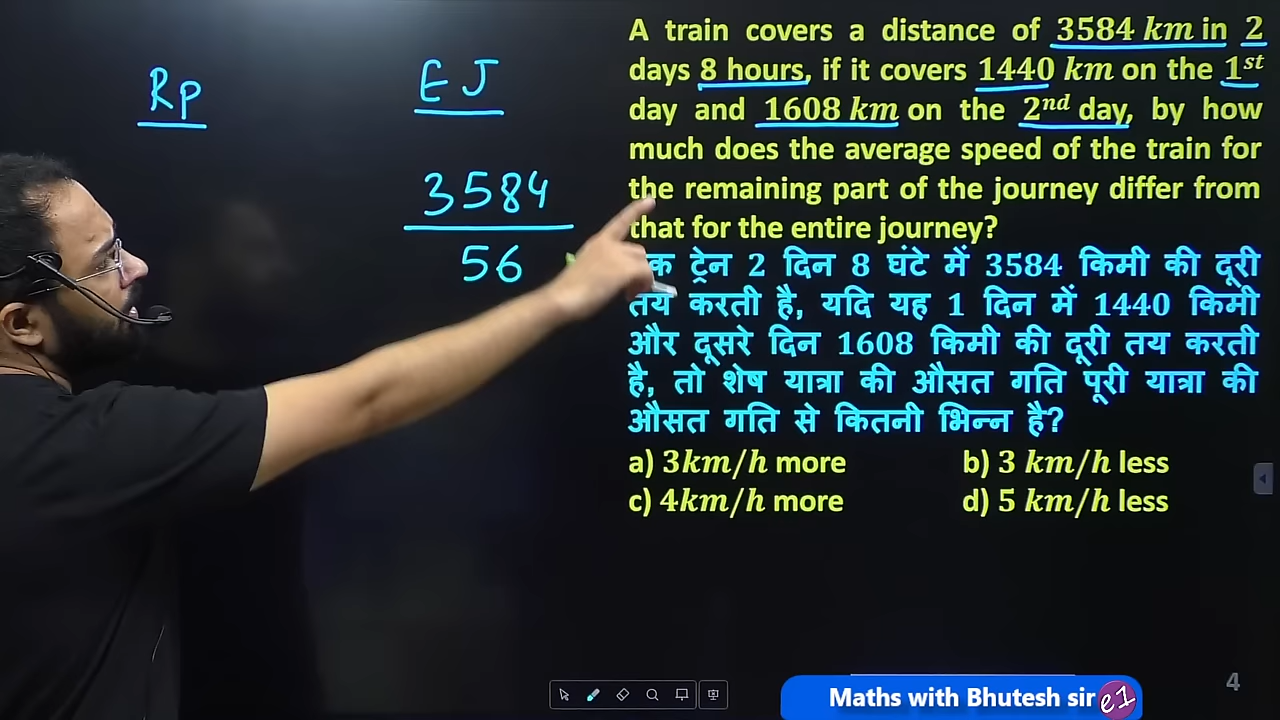 Rp
EJ
3584
56
A train covers a distance of 3584 km in 2
days 8 hours, if it covers 1440 km on the 1st
day and 1608 km on the 2nd day, by how
much does the average speed of the train for
the remaining part of the journey differ from
that for the entire journey?
क ट्रेन 2 दिन 8 घंटे में 3584 किमी की दूरी
तय करती है, यदि यह 1 दिन में 1440 किमी
और दूसरे दिन 1608 किमी की दूरी तय करती
है, तो शेष यात्रा की औसत गति पूरी यात्रा की
औसत गति से कितनी भिन्न है?
a) 3km/h more b) 3 km/h less
c) 4km/h more d) 5 km/h less
Maths with Bhutesh sir e1
4